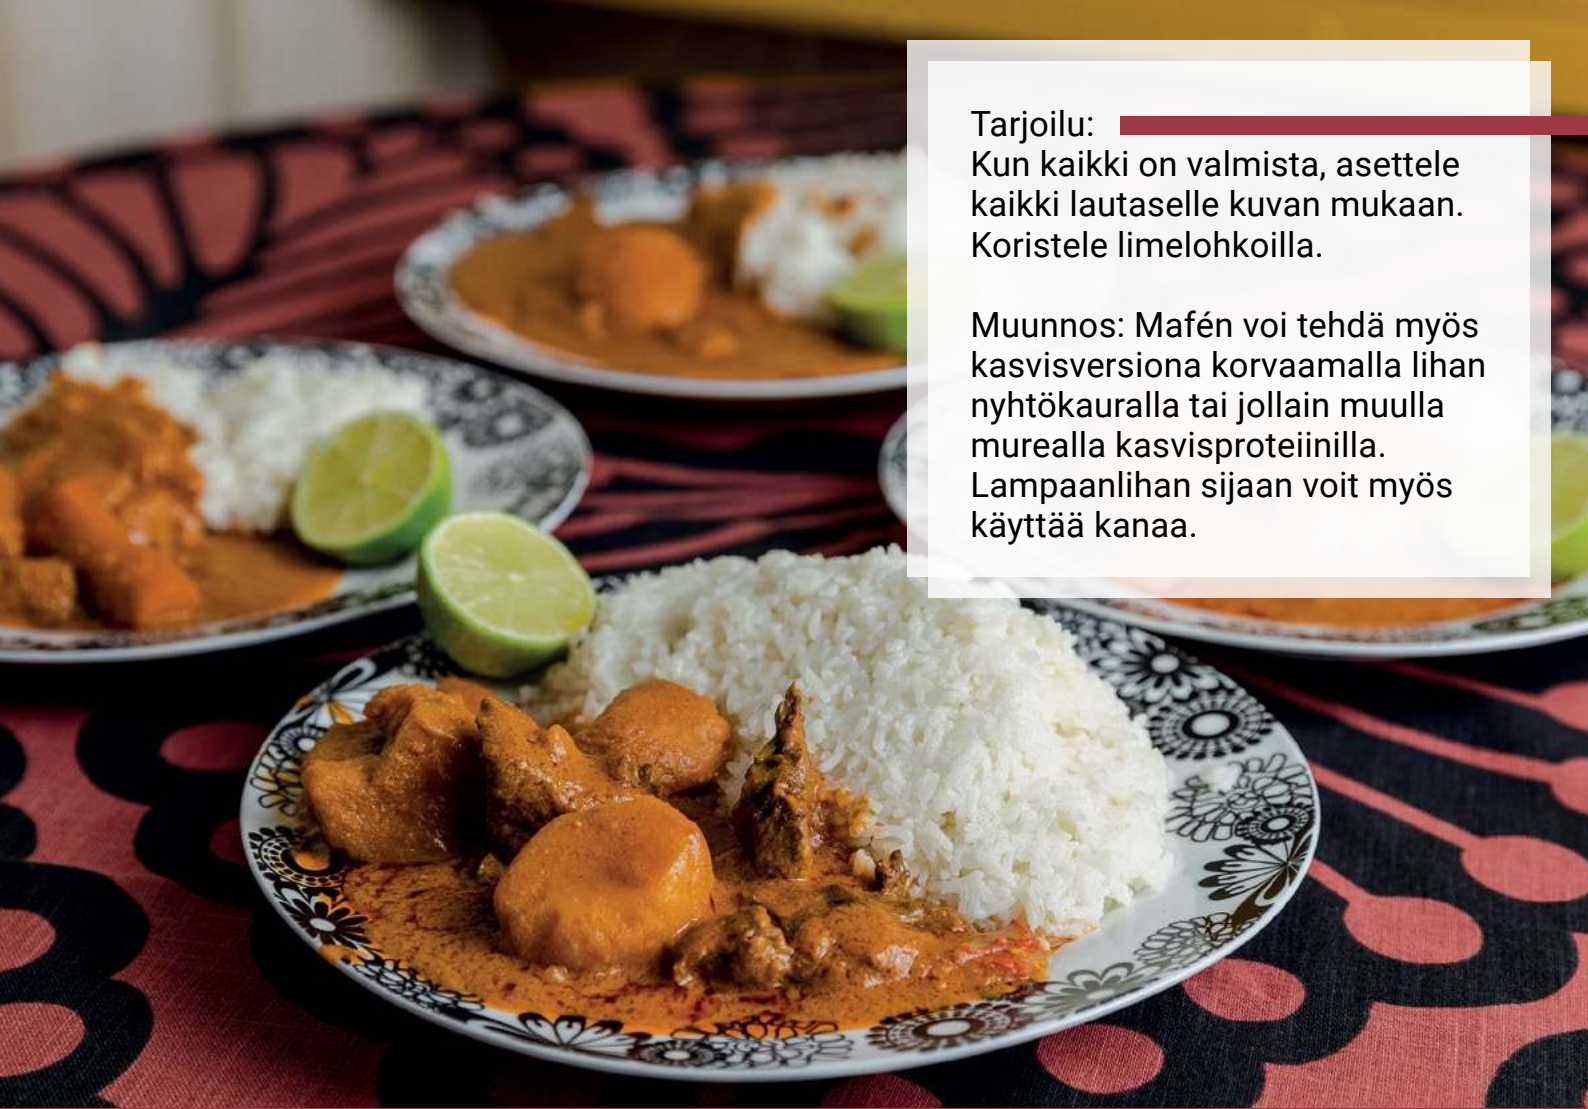 Tarjoilu:
Kun kaikki on valmista, asettele
kaikki lautaselle kuvan mukaan.
Koristele limelohkoilla.
Muunnos: Mafén voi tehdä myös
kasvisversiona korvaamalla lihan
nyhtökauralla tai jollain muulla
murealla kasvisproteiinilla.
Lampaanlihan sijaan voit myös
käyttää kanaa.